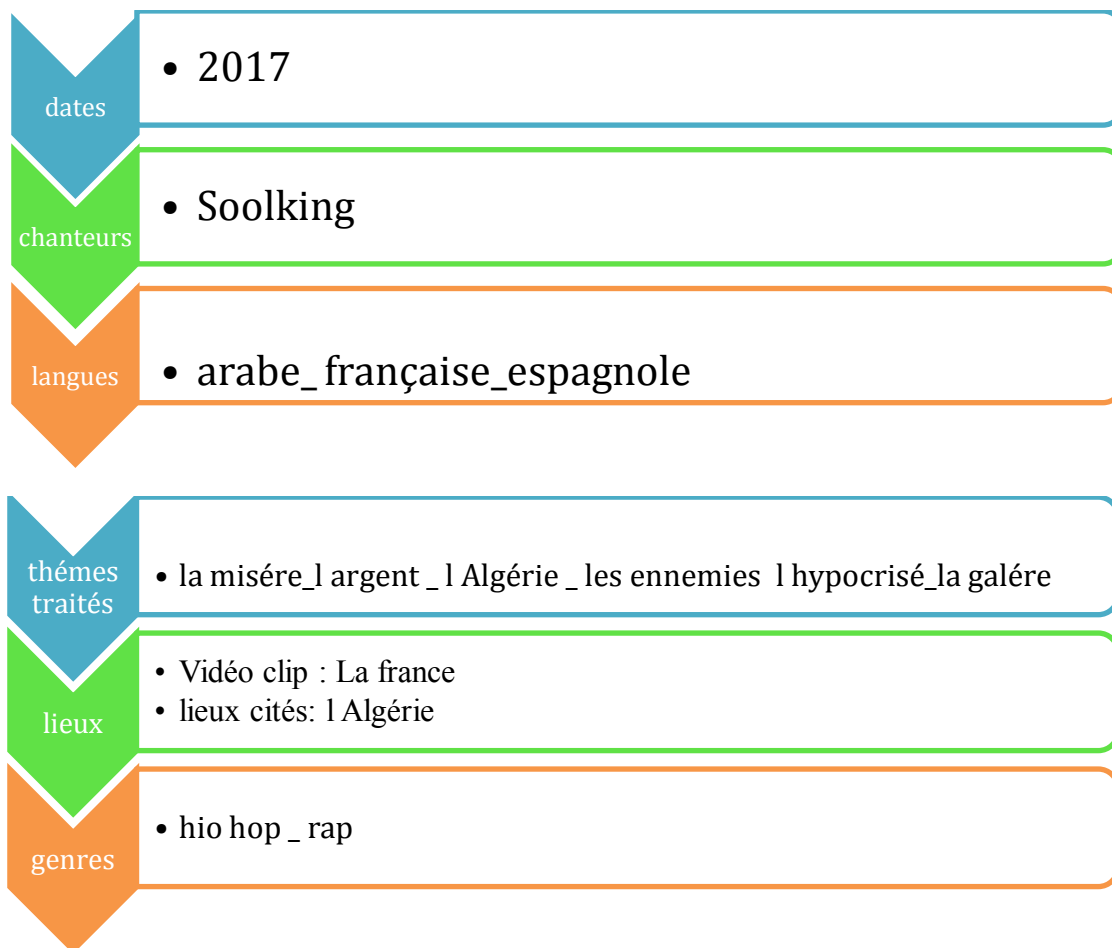 dates
• 2017
chanteurs
• Soolking
langues
• arabe_ française_espagnole
thémes
traités
• la misére_l argent _ l Algérie _ les ennemies  l hypocrisé_la galére
lieux
• Vidéo clip : La france
• lieux cités: l Algérie
genres
• hio hop _ rap